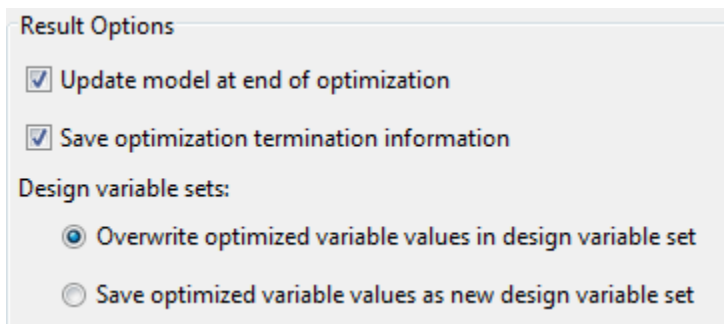 Result Options
Update model at end of optimization
Save optimization termination information
Design variable sets:
Overwrite optimized variable values in design variable set
Save optimized variable values as new design variable set